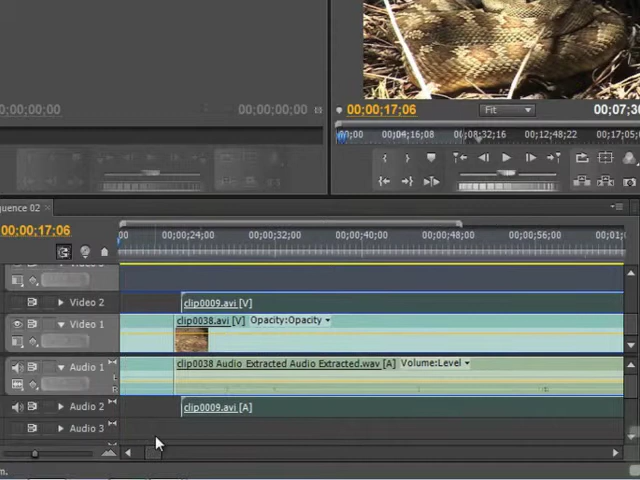 00;00;00;00
00;00;00;00
00;00;17;06
Fit
00;07;30
00;00
00;04;16;08
00;08;32;16
00;12;48;22
00;17;05;
quence 02 ×
00;00;17;06
00
00;00;24;00
00;00;32;00
00;00;40;00
00;00;48;00
00;00;56;00
00;01;0
Video 2
clip0009.avi [V]
Video 1
clip0038.avi [V] Opacity:Opacity
Audio 1
clip0038 Audio Extracted Audio Extracted.wav [A] Volume:Level
L
R
Audio 2
clip0009.avi [A]
Audio 3
m.